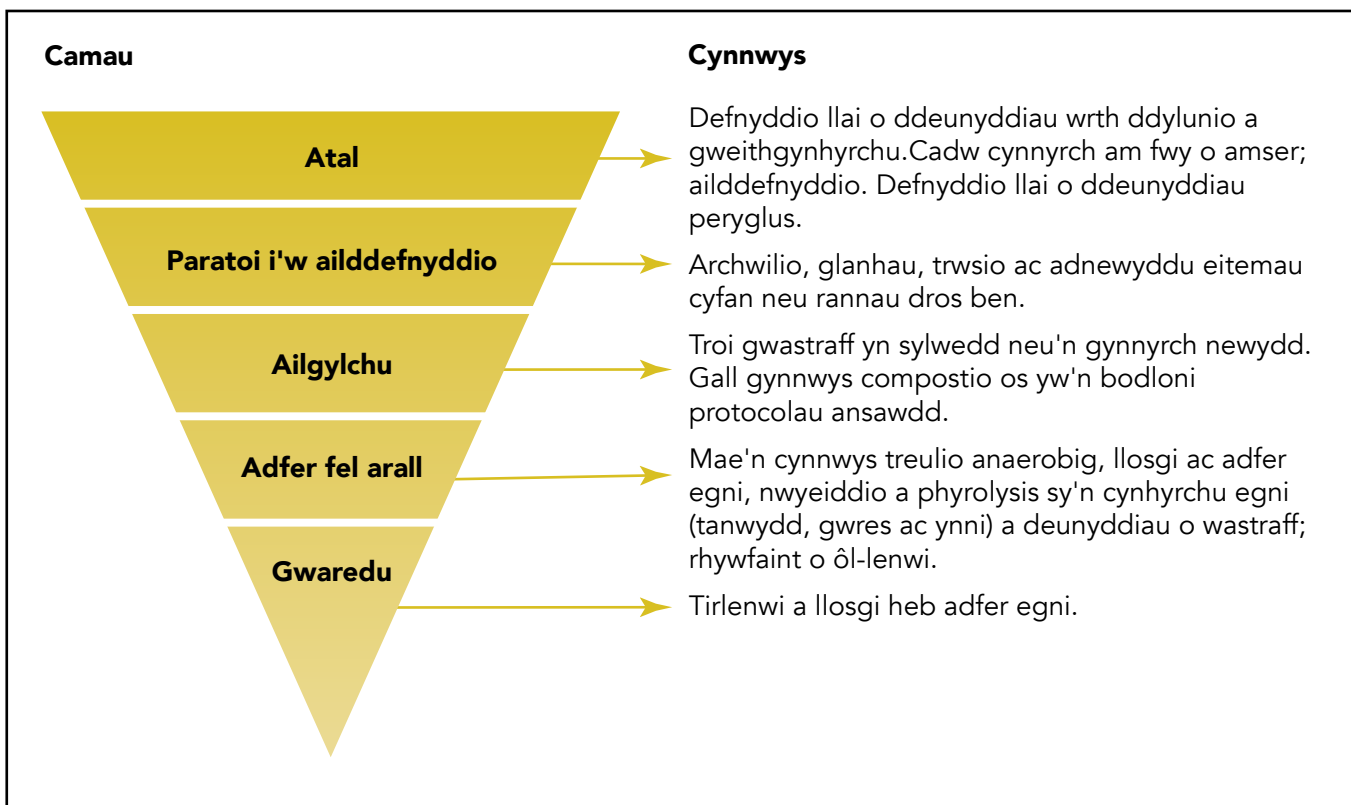 Camau
Cynnwys
Atal
Defnyddio llai o ddeunyddiau wrth ddylunio a
gweithgynhyrchu.Cadw cynnyrch am fwy o amser;
ailddefnyddio. Defnyddio llai o ddeunyddiau
peryglus.
Paratoi i'w ailddefnyddio
Archwilio, glanhau, trwsio ac adnewyddu eitemau
cyfan neu rannau dros ben.
Ailgylchu
Troi gwastraff yn sylwedd neu'n gynnyrch newydd.
Gall gynnwys compostio os yw'n bodloni
protocolau ansawdd.
Adfer fel arall
Mae'n cynnwys treulio anaerobig, llosgi ac adfer
egni, nwyeiddio a phyrolysis sy'n cynhyrchu egni
(tanwydd, gwres ac ynni) a deunyddiau o wastraff;
rhywfaint o ôl-lenwi.
Gwaredu
Tirlenwi a llosgi heb adfer egni.